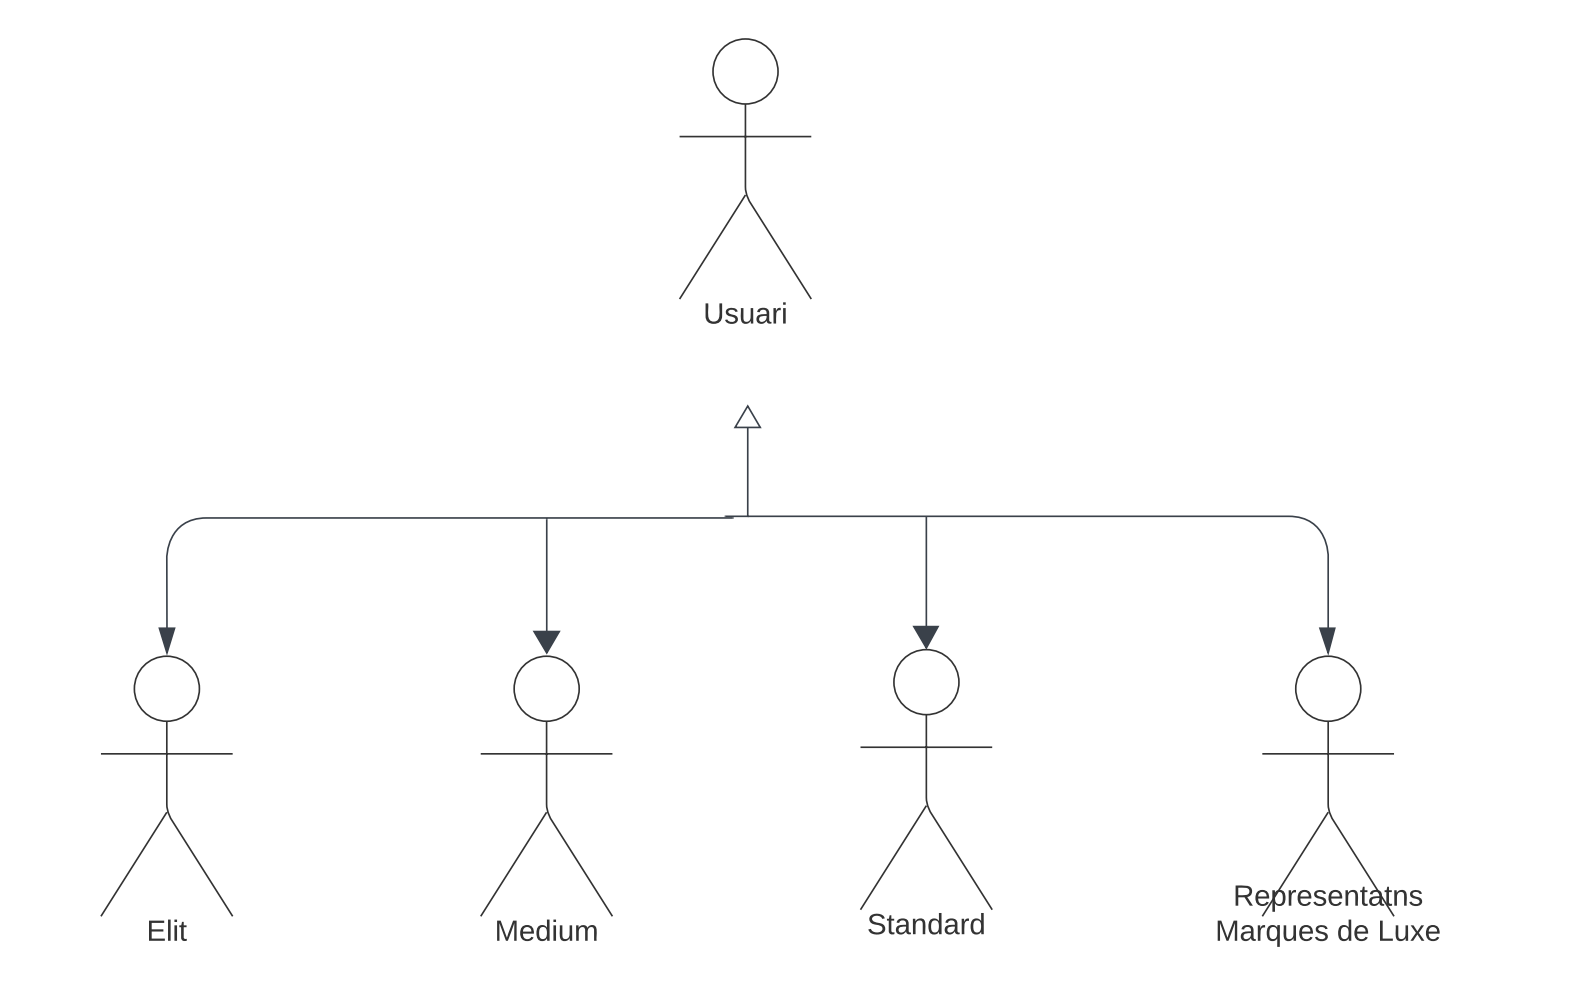 Usuari
Elit
Medium
Standard
Representatns
Marques de Luxe